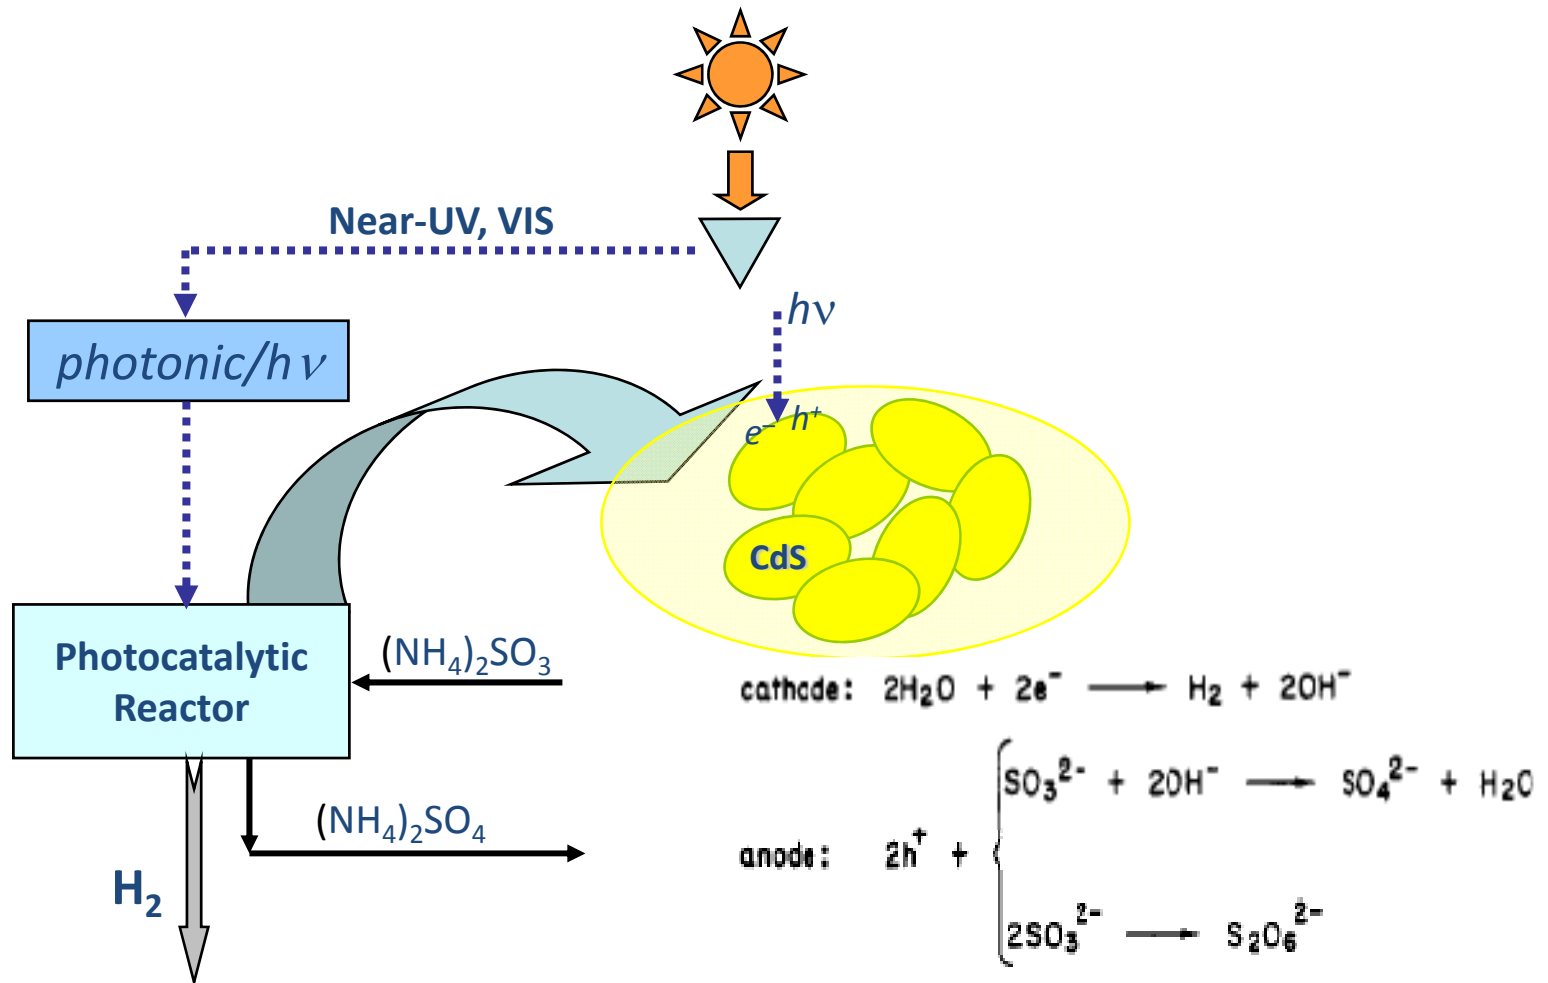 Near-UV, VIS
hν
photonic/h ν
e⁻ h⁺
CdS
Photocatalytic
Reactor
(NH₄)₂SO₃
cathode: 2H₂O + 2e⁻ ⟶ H₂ + 2OH⁻
SO₃²⁻ + 2OH⁻ ⟶ SO₄²⁻ + H₂O
(NH₄)₂SO₄
anode: 2h⁺ +
H₂
2SO₃²⁻ ⟶ S₂O₆²⁻